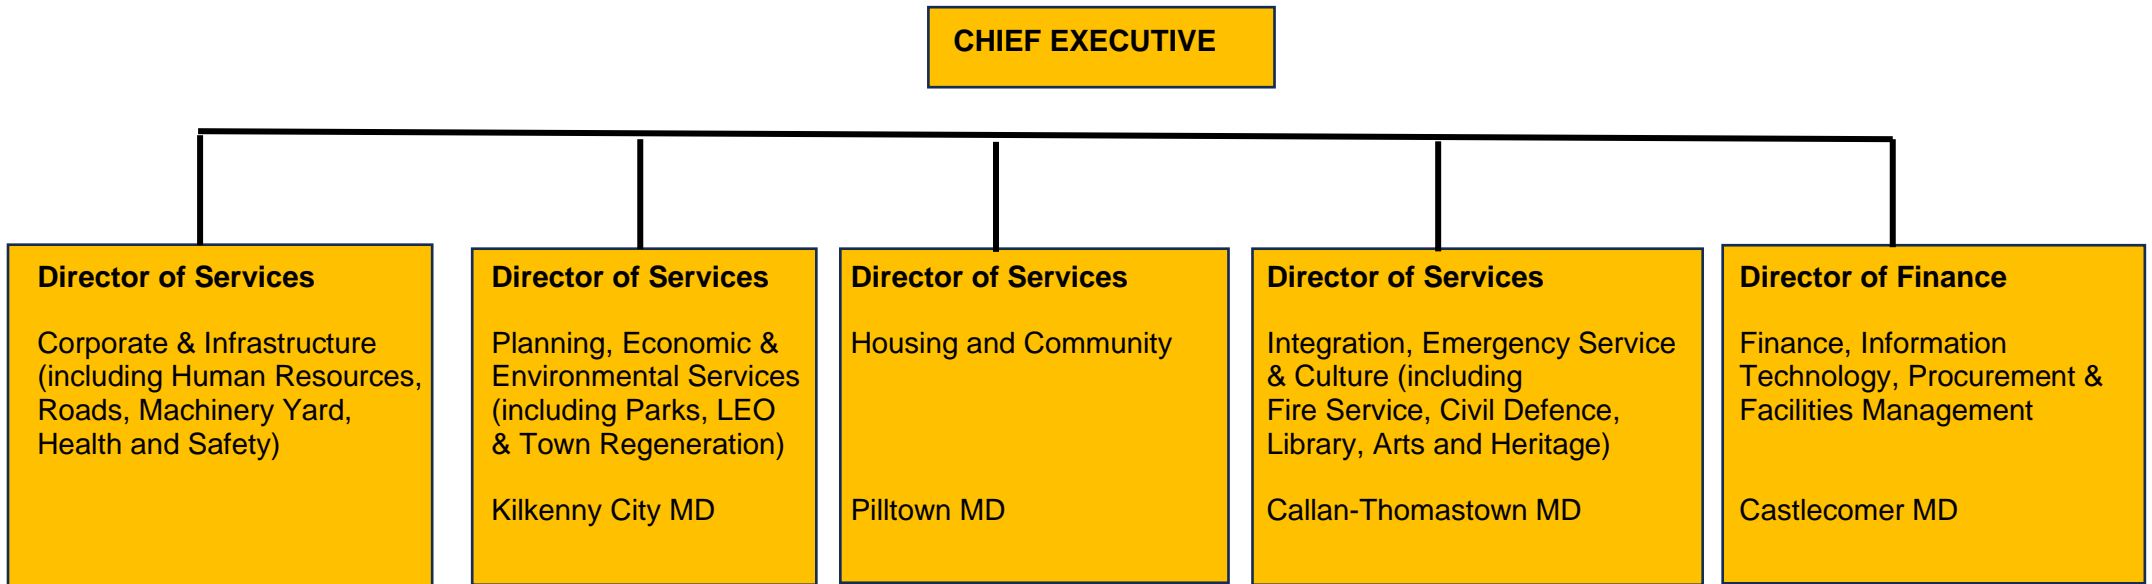 CHIEF EXECUTIVE
Director of Services
Corporate & Infrastructure
(including Human Resources,
Roads, Machinery Yard,
Health and Safety)
Director of Services
Planning, Economic &
Environmental Services
(including Parks, LEO
& Town Regeneration)
Kilkenny City MD
Director of Services
Housing and Community
Pilltown MD
Director of Services
Integration, Emergency Service
& Culture (including
Fire Service, Civil Defence,
Library, Arts and Heritage)
Callan-Thomastown MD
Director of Finance
Finance, Information
Technology, Procurement &
Facilities Management
Castlecomer MD